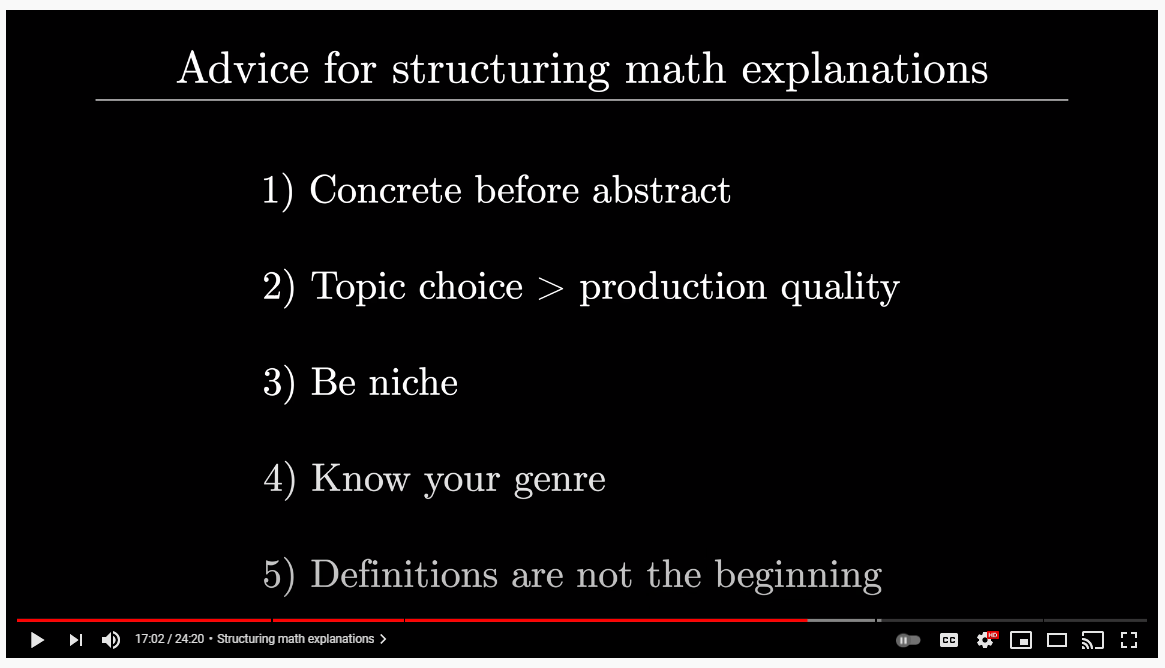 Advice for structuring math explanations
1) Concrete before abstract
2) Topic choice > production quality
3) Be niche
4) Know your genre
5) Definitions are not the beginning
17:02 / 24:20 • Structuring math explanations >
CC
HD